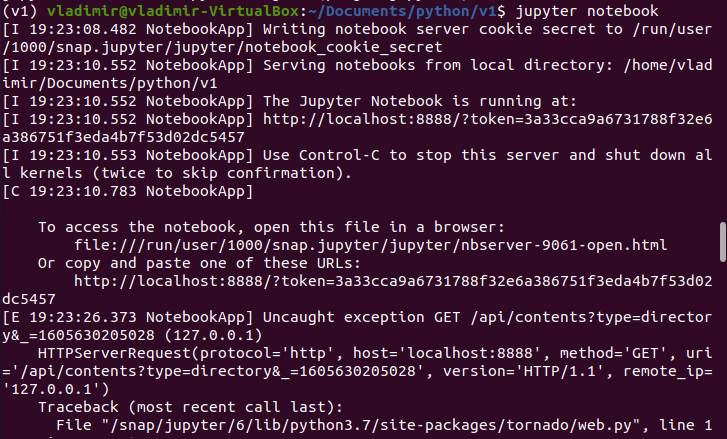 (v1) vladimir@vladimir-VirtualBox:~/Documents/python/v1$ jupyter notebook
[I 19:23:08.482 NotebookApp] Writing notebook server cookie secret to /run/user
/1000/snap.jupyter/jupyter/notebook_cookie_secret
[I 19:23:10.552 NotebookApp] Serving notebooks from local directory: /home/vlad
imir/Documents/python/v1
[I 19:23:10.552 NotebookApp] The Jupyter Notebook is running at:
[I 19:23:10.552 NotebookApp] http://localhost:8888/?token=3a33cca9a6731788f32e6
a386751f3eda4b7f53d02dc5457
[I 19:23:10.553 NotebookApp] Use Control-C to stop this server and shut down al
l kernels (twice to skip confirmation).
[C 19:23:10.783 NotebookApp]
To access the notebook, open this file in a browser:
file:///run/user/1000/snap.jupyter/jupyter/nbserver-9061-open.html
Or copy and paste one of these URLs:
http://localhost:8888/?token=3a33cca9a6731788f32e6a386751f3eda4b7f53d02
dc5457
[E 19:23:26.373 NotebookApp] Uncaught exception GET /api/contents?type=director
y&_=1605630205028 (127.0.0.1)
HTTPServerRequest(protocol='http', host='localhost:8888', method='GET', uri
='/api/contents?type=directory&_=1605630205028', version='HTTP/1.1', remote_ip=
'127.0.0.1')
Traceback (most recent call last):
File "/snap/jupyter/6/lib/python3.7/site-packages/tornado/web.py", line 1